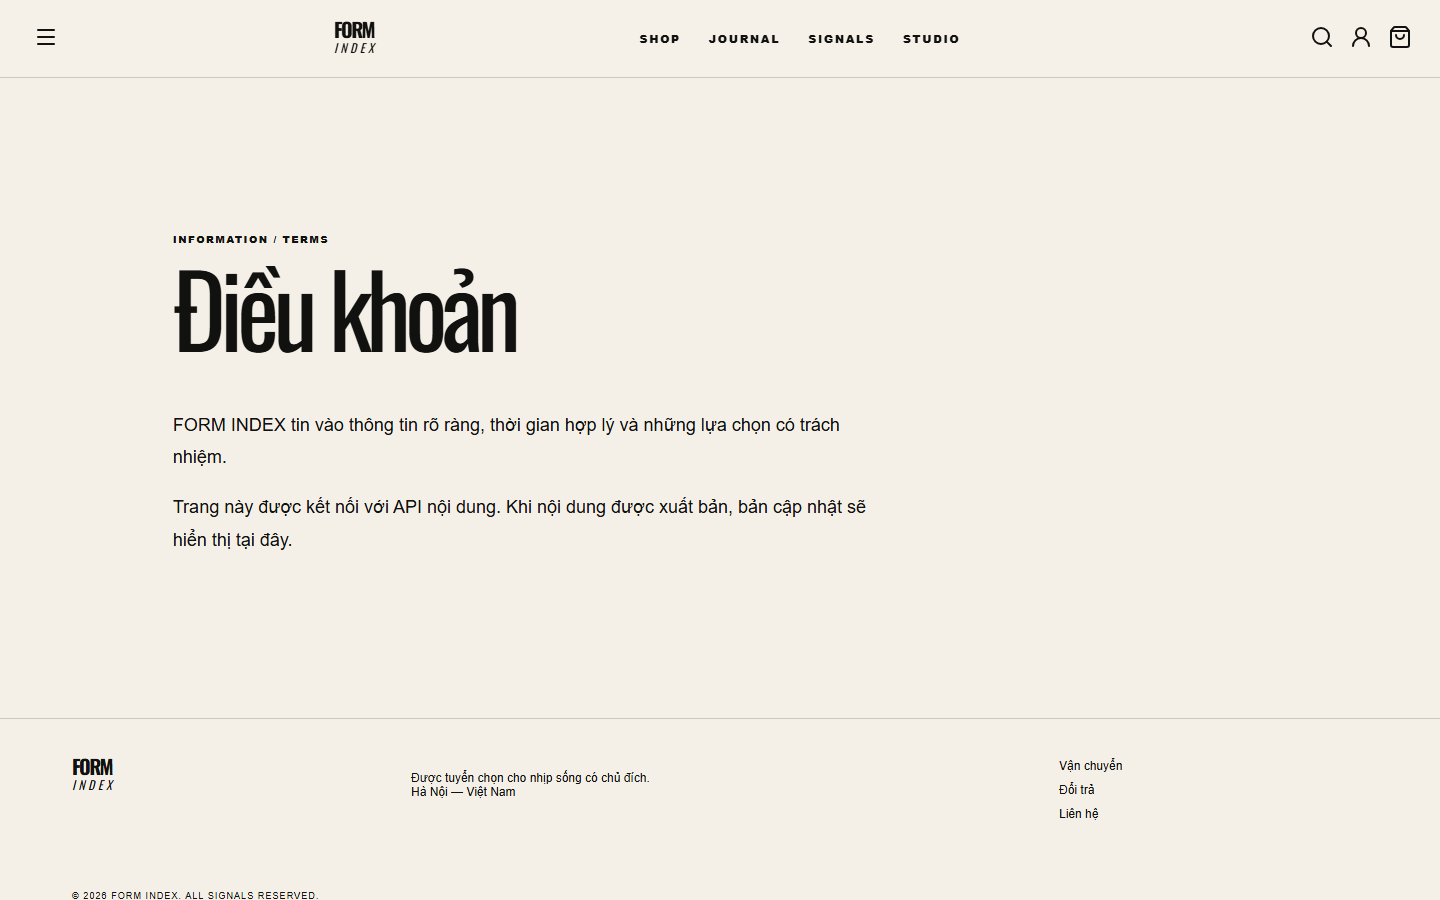 FORM
INDEX
SHOP JOURNAL SIGNALS STUDIO
INFORMATION / TERMS
Điều khoản
FORM INDEX tin vào thông tin rõ ràng, thời gian hợp lý và những lựa chọn có trách
nhiệm.
Trang này được kết nối với API nội dung. Khi nội dung được xuất bản, bản cập nhật sẽ
hiển thị tại đây.
FORM
INDEX
Được tuyển chọn cho nhịp sống có chủ đích.
Hà Nội — Việt Nam
Vận chuyển
Đổi trả
Liên hệ
© 2026 FORM INDEX. ALL SIGNALS RESERVED.